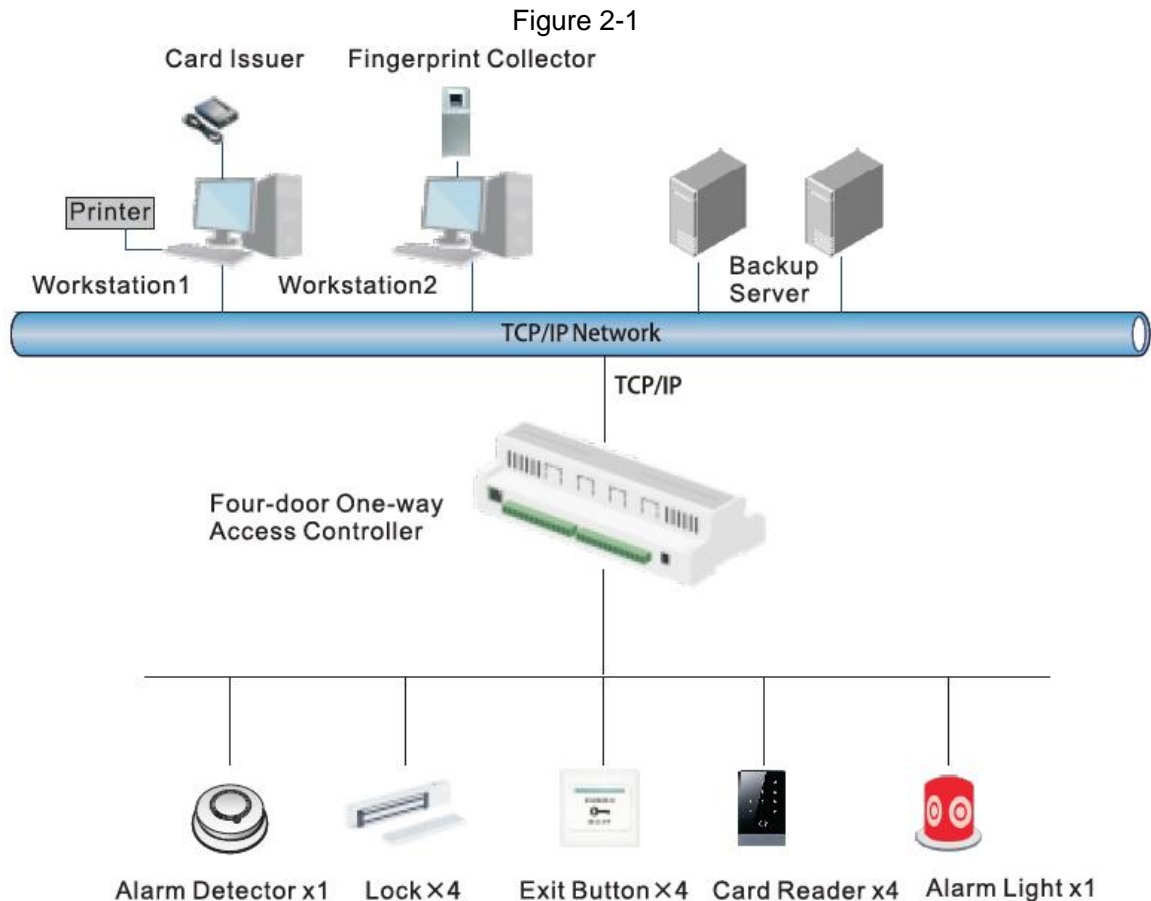 Figure 2-1
Card Issuer
Fingerprint Collector
Printer
Workstation1
Workstation2
Backup
Server
TCP/IP Network
TCP/IP
Four-door One-way
Access Controller
Alarm Detector x1
Lock×4
Exit Button×4
Card Reader x4
Alarm Light x1